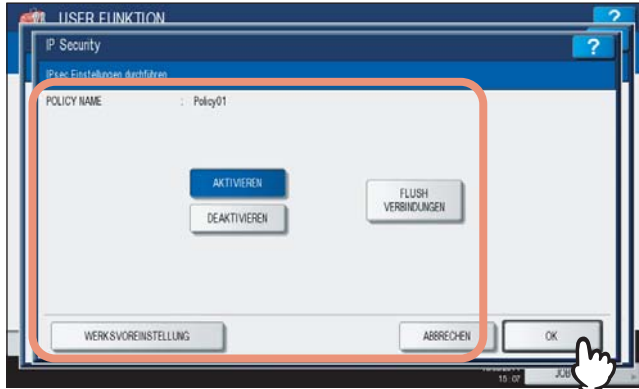 USER FUNKTION
?
IP Security
?
IPsec Einstellungen durchführen
POLICY NAME : Policy01
AKTIVIEREN
FLUSH
VERBINDUNGEN
DEAKTIVIEREN
WERKSVOREINSTELLUNG
ABBRECHEN
OK
15:07
JOB